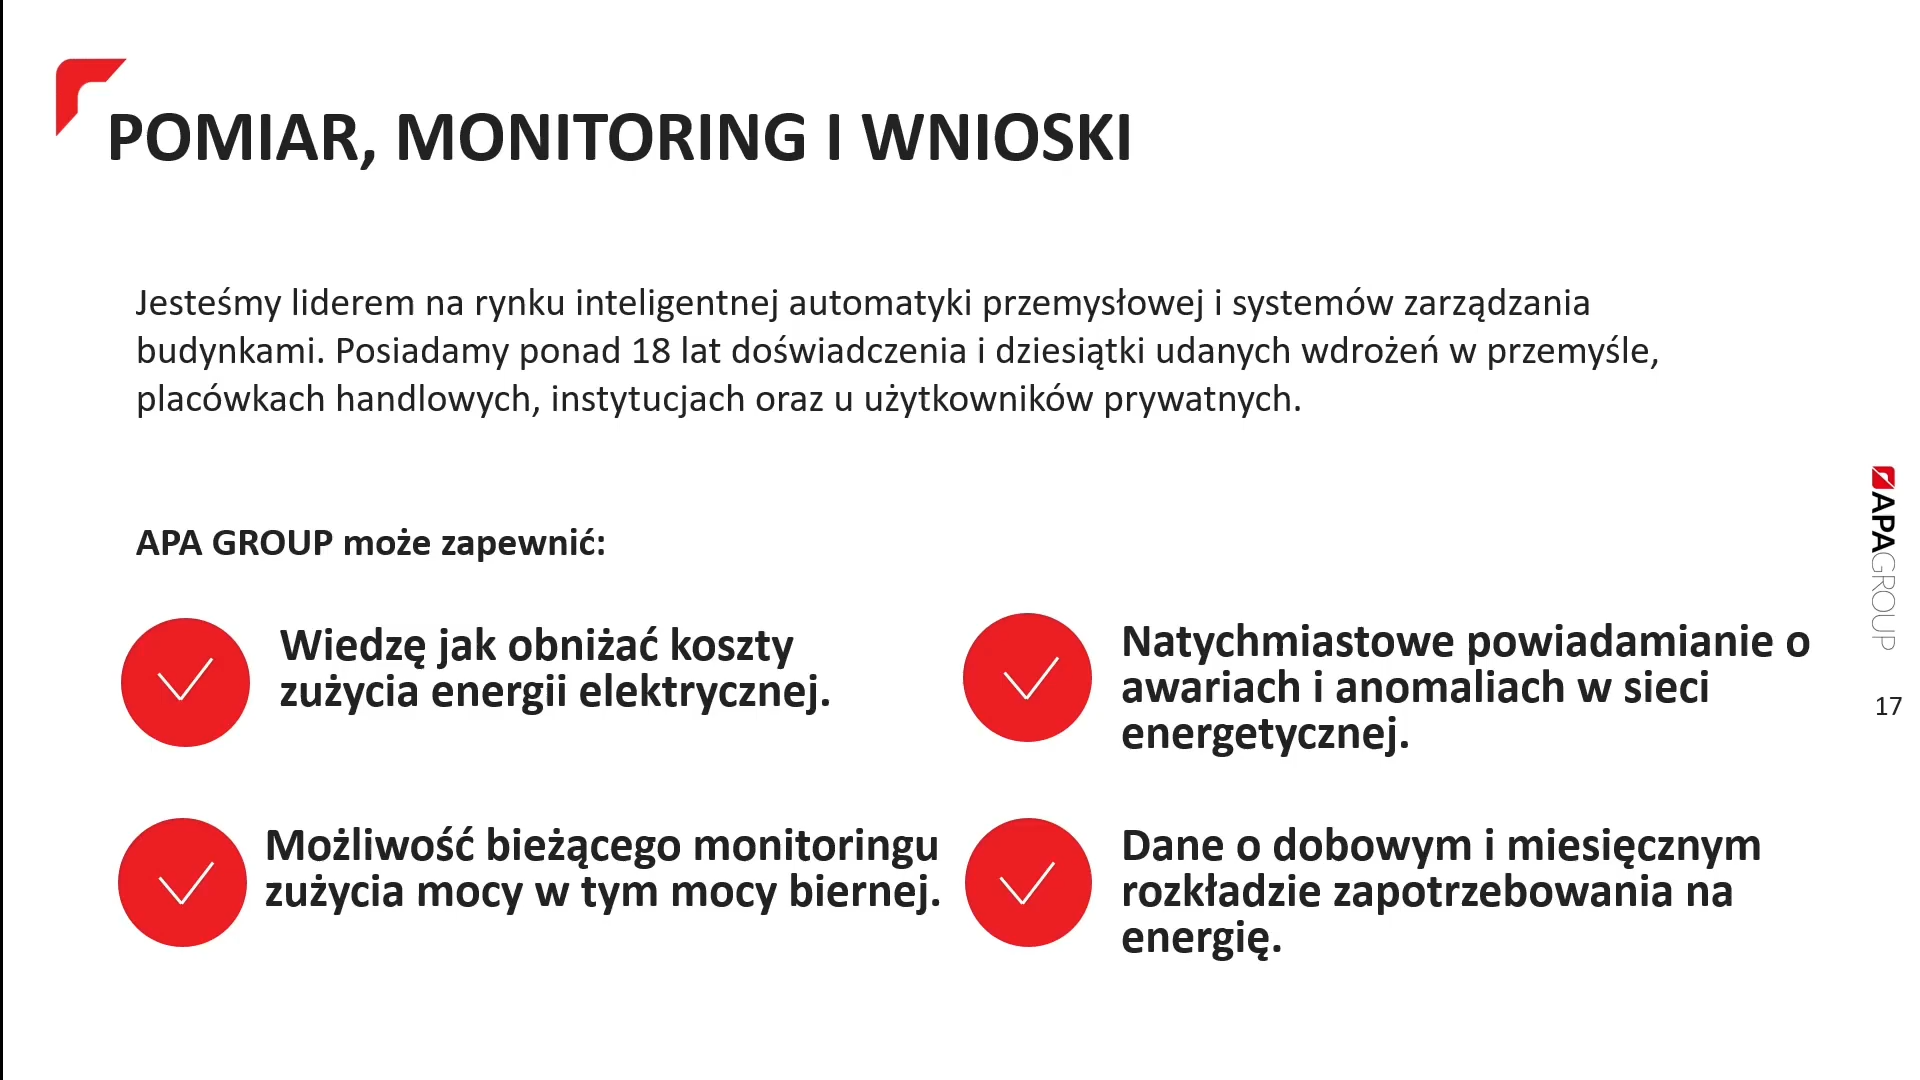 POMIAR, MONITORING I WNIOSKI
Jesteśmy liderem na rynku inteligentnej automatyki przemysłowej i systemów zarządzania
budynkami. Posiadamy ponad 18 lat doświadczenia i dziesiątki udanych wdrożeń w przemyśle,
placówkach handlowych, instytucjach oraz u użytkowników prywatnych.
APA GROUP może zapewnić:
Wiedzę jak obniżać koszty
zużycia energii elektrycznej.
Natychmiastowe powiadamianie o
awariach i anomaliach w sieci
energetycznej.
Możliwość bieżącego monitoringu
zużycia mocy w tym mocy biernej.
Dane o dobowym i miesięcznym
rozkładzie zapotrzebowania na
energię.
APAGROUP
17